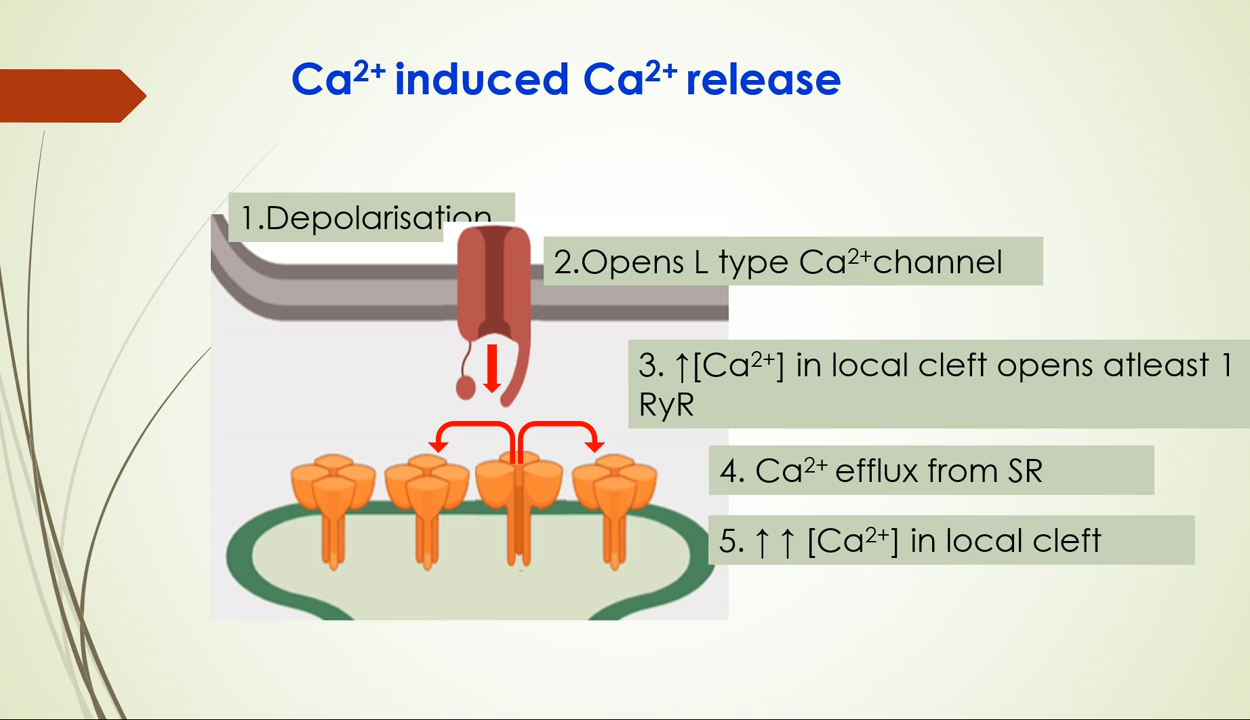 Ca²⁺ induced Ca²⁺ release
1.Depolarisation
2.Opens L type Ca²⁺channel
3. ↑[Ca²⁺] in local cleft opens atleast 1
RyR
4. Ca²⁺ efflux from SR
5. ↑ ↑ [Ca²⁺] in local cleft